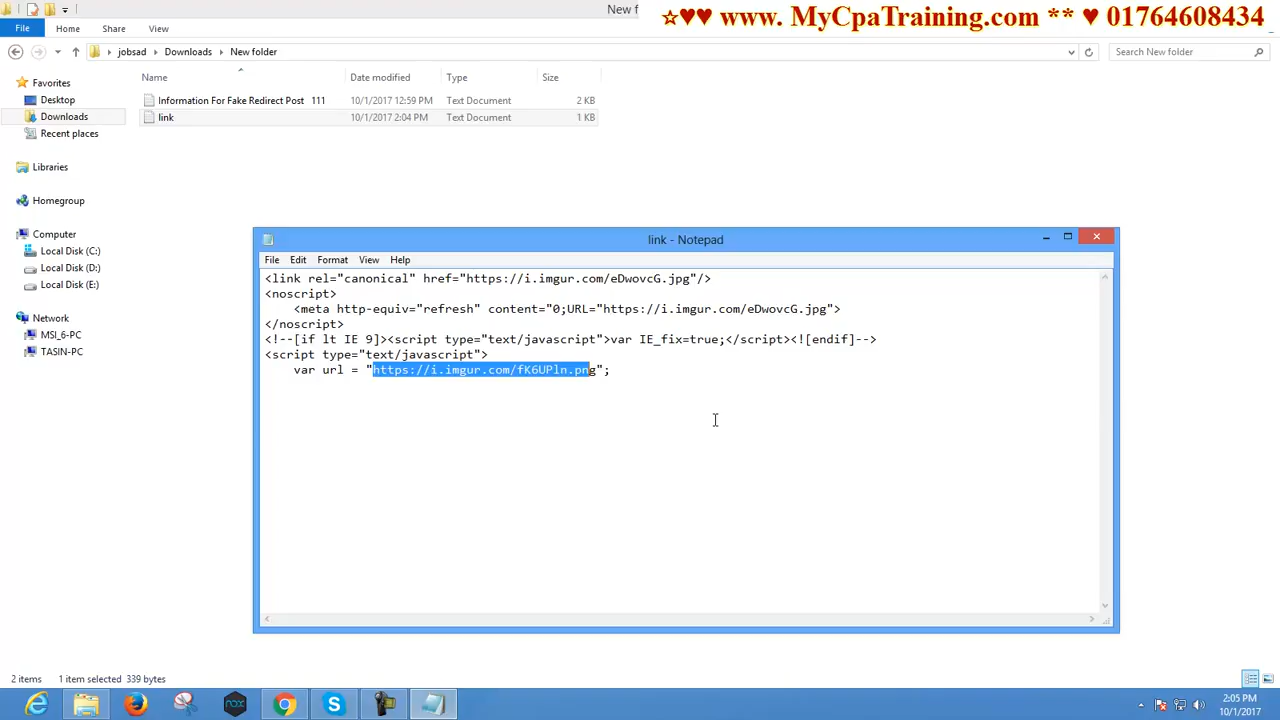 New f
☆♥♥ www. MyCpaTraining.com ** ♥ 01764608434
File Home Share View
jobsad Downloads New folder
Search New folder
Name Date modified Type Size
Information For Fake Redirect Post 111 10/1/2017 12:59 PM Text Document 2 KB
link 10/1/2017 2:04 PM Text Document 1 KB
Favorites
Desktop
Downloads
Recent places
Libraries
Homegroup
Computer
Local Disk (C:)
Local Disk (D:)
Local Disk (E:)
Network
MSI_6-PC
TASIN-PC
link - Notepad
File Edit Format View Help
<link rel="canonical" href="https://i.imgur.com/eDwovcG.jpg"/>
<noscript>
<meta http-equiv="refresh" content="0;URL="https://i.imgur.com/eDwovcG.jpg">
</noscript>
<!--[if lt IE 9]><script type="text/javascript">var IE_fix=true;</script><![endif]-->
<script type="text/javascript">
var url = "https://i.imgur.com/fK6UPln.png";
2 items 1 item selected 339 bytes
nox
2:05 PM
10/1/2017